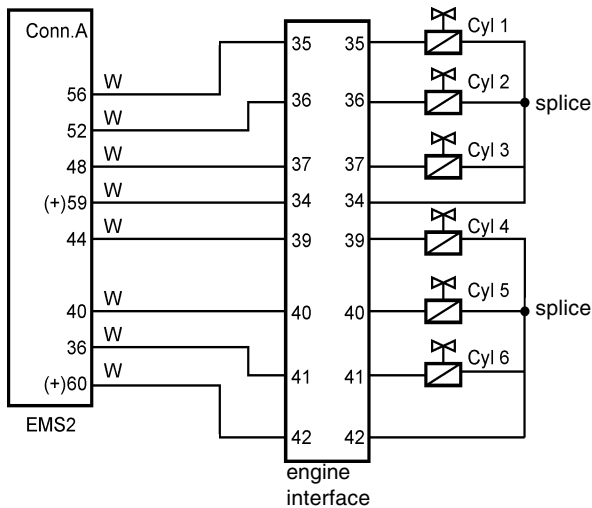 Conn.A
35 35 Cyl 1
56 W
36 36 Cyl 2
splice
52 W
48 W 37 37 Cyl 3
(+)59 W 34 34
44 W 39 39 Cyl 4
40 W 40 40 Cyl 5
splice
36 W
41 41 Cyl 6
(+)60 W
EMS2
42 42
engine
interface